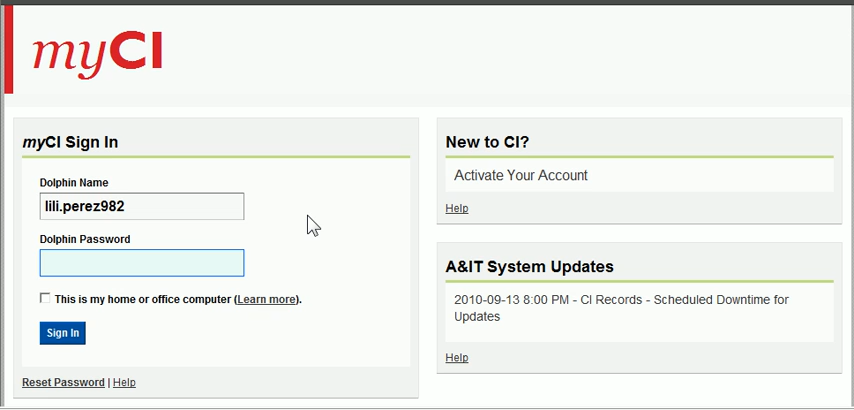 myCI
myCI Sign In
Dolphin Name
lili.perez982
Dolphin Password
This is my home or office computer (Learn more).
Sign In
Reset Password | Help
New to CI?
Activate Your Account
Help
A&IT System Updates
2010-09-13 8:00 PM - CI Records - Scheduled Downtime for
Updates
Help